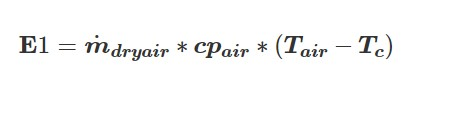 E1 = ṁ_dryair * cp_air * (T_air − T_c)